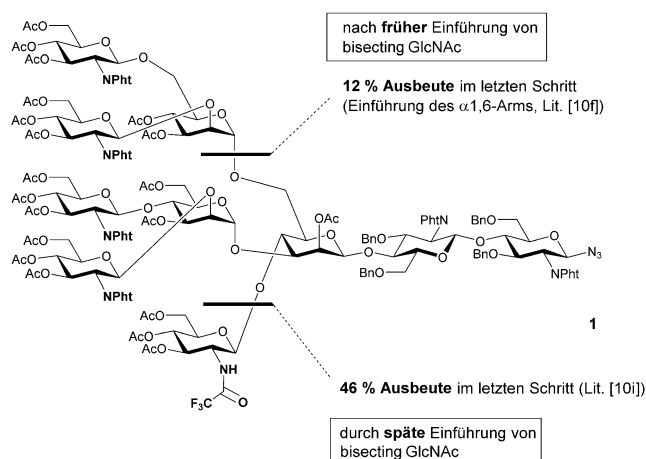 nach früher Einführung von
bisecting GlcNAc
12 % Ausbeute im letzten Schritt
(Einführung des α1,6-Arms, Lit. [10f])
AcO
AcO
AcO
O
O
NPht
AcO
AcO
AcO
O
O
NPht
AcO
AcO
O
AcO
AcO
AcO
O
O
NPht
AcO
AcO
O
O
AcO
AcO
AcO
O
NPht
O
O
OAc
O
O
O
BnO
BnO
PhtN
O
O
BnO
BnO
O
NPht
N3
1
AcO
AcO
AcO
O
NH
F3C
O
46 % Ausbeute im letzten Schritt (Lit. [10i])
durch späte Einführung von
bisecting GlcNAc